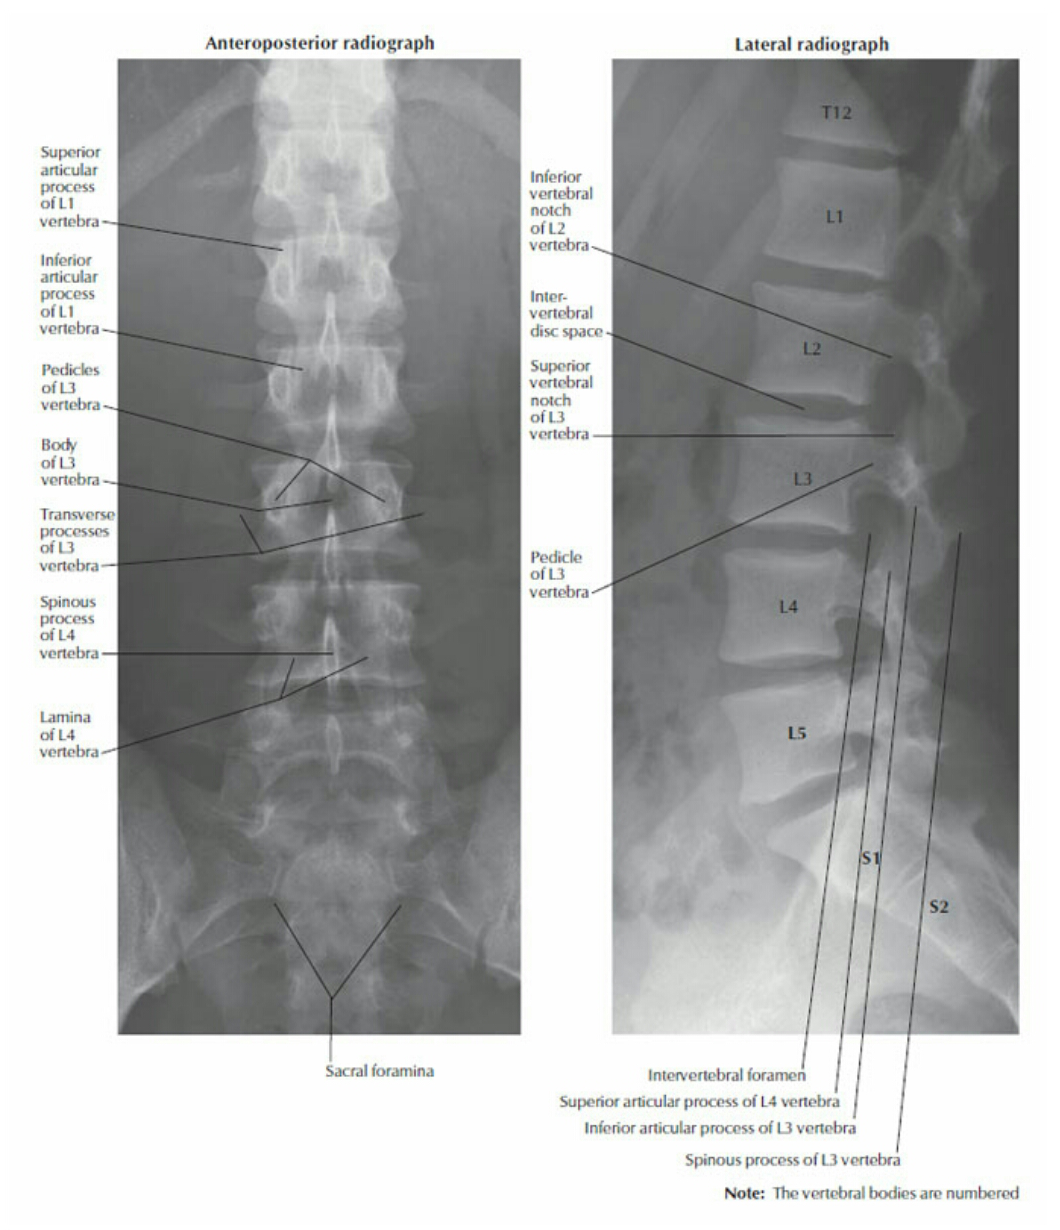 Anteroposterior radiograph
Superior
articular
process
of L1
vertebra
Inferior
articular
process
of L1
vertebra
Pedicles
of L3
vertebra
Body
of L3
vertebra
Transverse
processes
of L3
vertebra
Spinous
process
of L4
vertebra
Lamina
of L4
vertebra
Sacral foramina
Lateral radiograph
Inferior
vertebral
notch
of L2
vertebra
Inter-
vertebral
disc space
Superior
vertebral
notch
of L3
vertebra
Pedicle
of L3
vertebra
T12
L1
L2
L3
L4
L5
S1
S2
Intervertebral foramen
Superior articular process of L4 vertebra
Inferior articular process of L3 vertebra
Spinous process of L3 vertebra
Note: The vertebral bodies are numbered